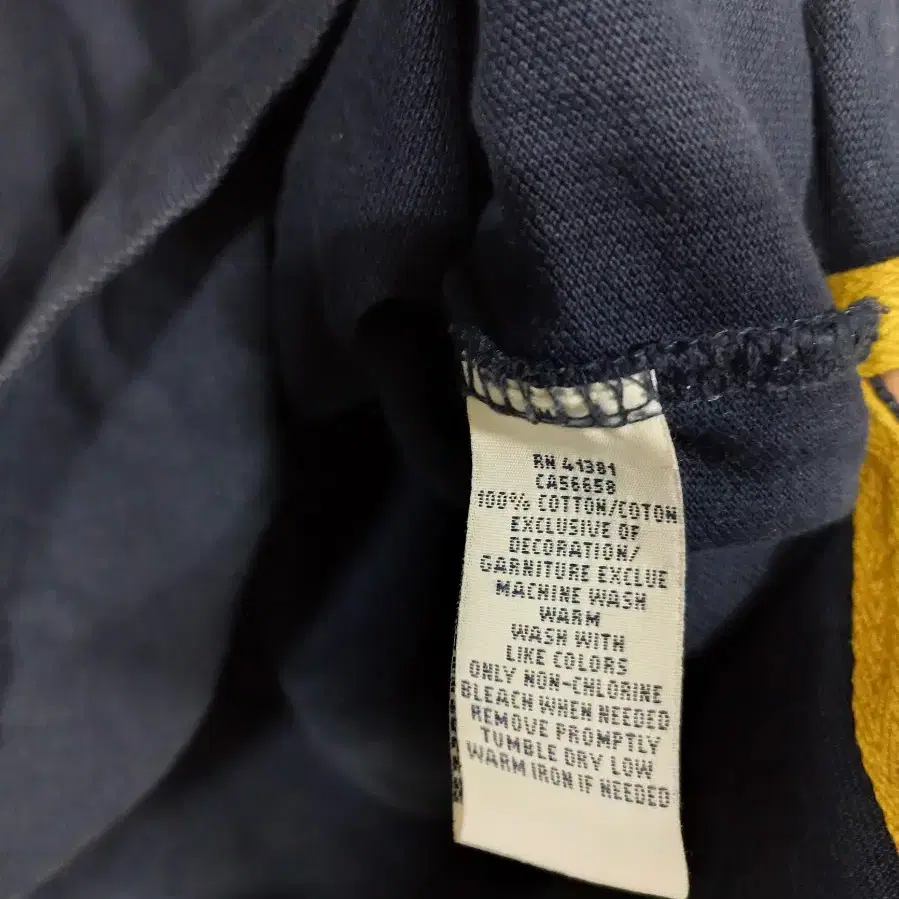 RN 41381
CA56658
100% COTTON/COTON
EXCLUSIVE OF
DECORATION/
GARNITURE EXCLUE
MACHINE WASH
WARM
WASH WITH
LIKE COLORS
ONLY NON-CHLORINE
BLEACH WHEN NEEDED
REMOVE PROMPTLY
TUMBLE DRY LOW
WARM IRON IF NEEDED